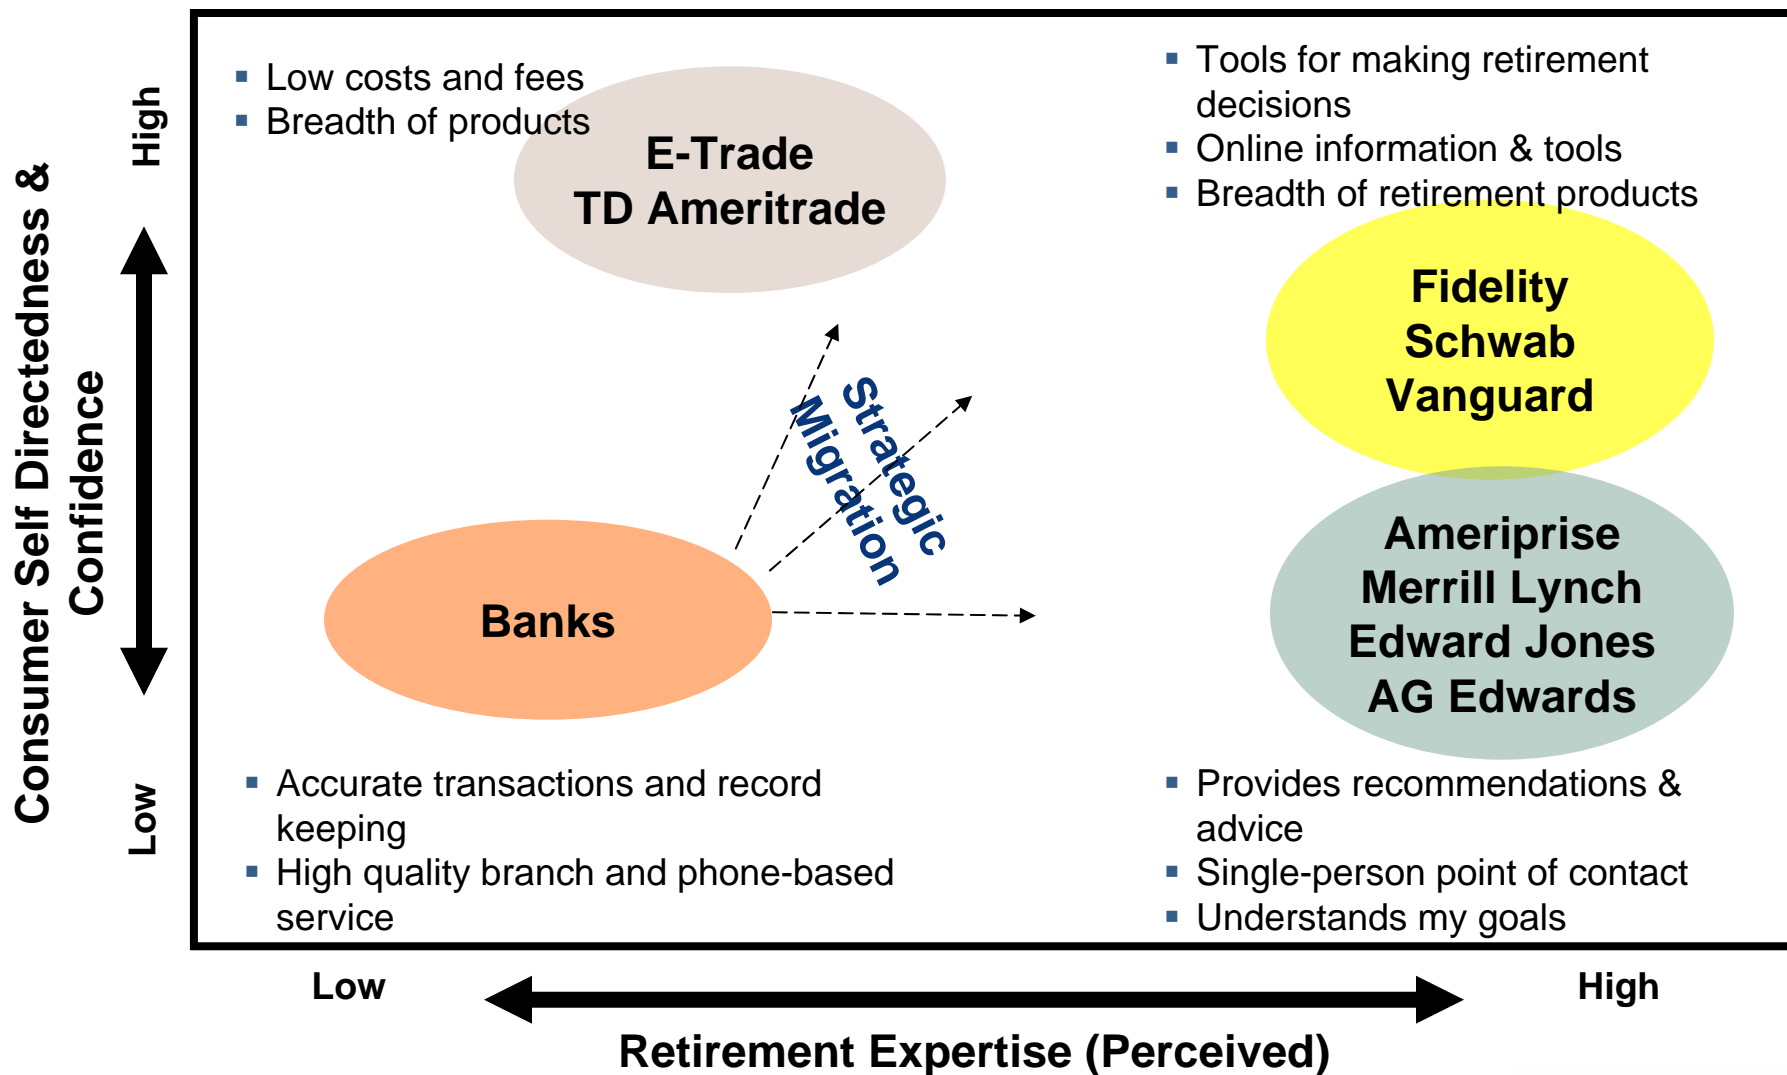 Consumer Self Directedness &
Confidence
High
Low
Low costs and fees
Breadth of products
E-Trade
TD Ameritrade
Tools for making retirement
decisions
Online information & tools
Breadth of retirement products
Fidelity
Schwab
Vanguard
Strategic
Migration
Banks
Ameriprise
Merrill Lynch
Edward Jones
AG Edwards
Accurate transactions and record
keeping
High quality branch and phone-based
service
Provides recommendations &
advice
Single-person point of contact
Understands my goals
Low
High
Retirement Expertise (Perceived)